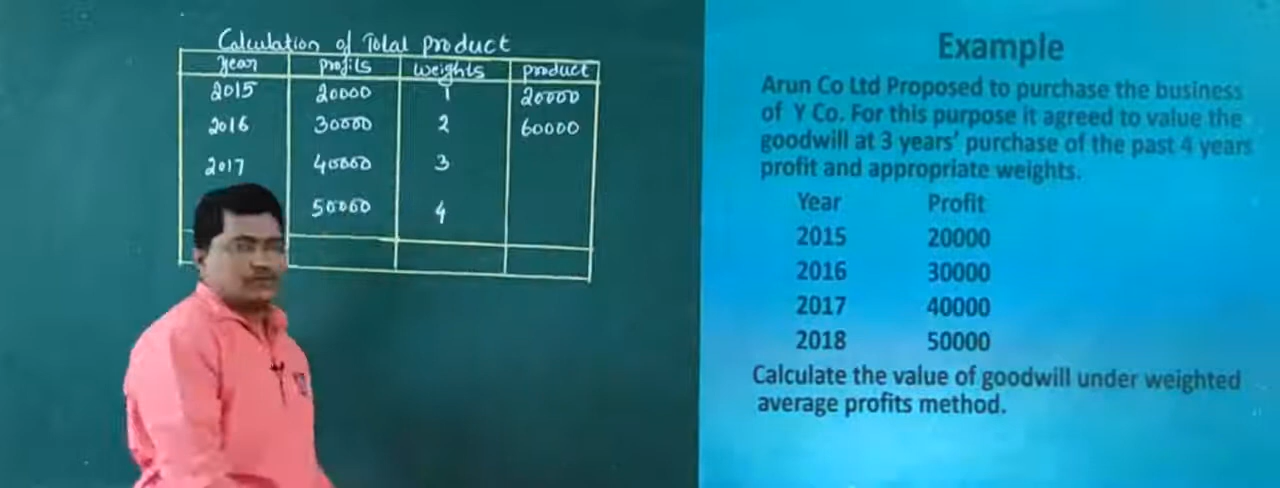 Calculation of Total product
year profits weights product
2015 20000 1 20000
2016 30000 2 60000
2017 40000 3
50000 4
Example
Arun Co Ltd Proposed to purchase the business
of Y Co. For this purpose it agreed to value the
goodwill at 3 years' purchase of the past 4 years
profit and appropriate weights.
Year Profit
2015 20000
2016 30000
2017 40000
2018 50000
Calculate the value of goodwill under weighted
average profits method.